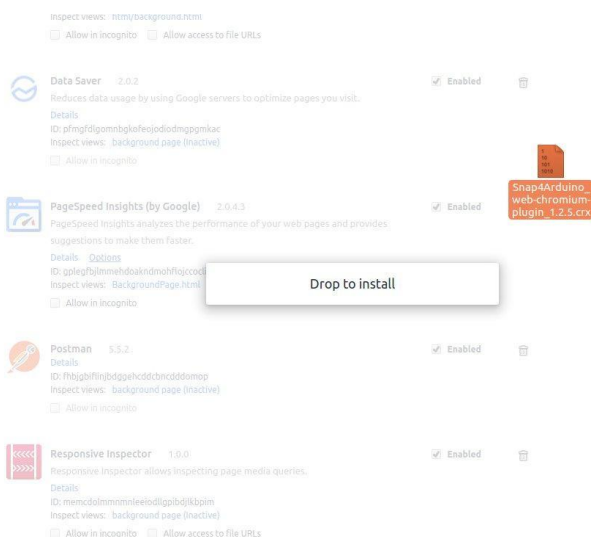 Inspect views: html/background.html
Allow in incognito Allow access to file URLs
Data Saver 2.0.2 Enabled
Reduces data usage by using Google servers to optimize pages you visit.
Details
ID: pfmgfdlgomnbgkofeojodiodmgpgmkac
Inspect views: background page (Inactive)
Allow in incognito
1
10
101
1010
Snap4Arduino_
web-chromium-
plugin_1.2.5.crx
PageSpeed Insights (by Google) 2.0.4.3 Enabled
PageSpeed Insights analyzes the performance of your web pages and provides
suggestions to make them faster.
Details Options
Inspect views: BackgroundPage.html
Allow in incognito
Drop to install
Postman 5.5.2 Enabled
Details
ID: fhbjgbiflinjbdggehcddcbncdddomop
Inspect views: background page (Inactive)
Allow in incognito
Responsive Inspector 1.0.0 Enabled
Responsive Inspector allows inspecting page media queries.
Details
Inspect views: background page (Inactive)
Allow in incognito Allow access to file URLs